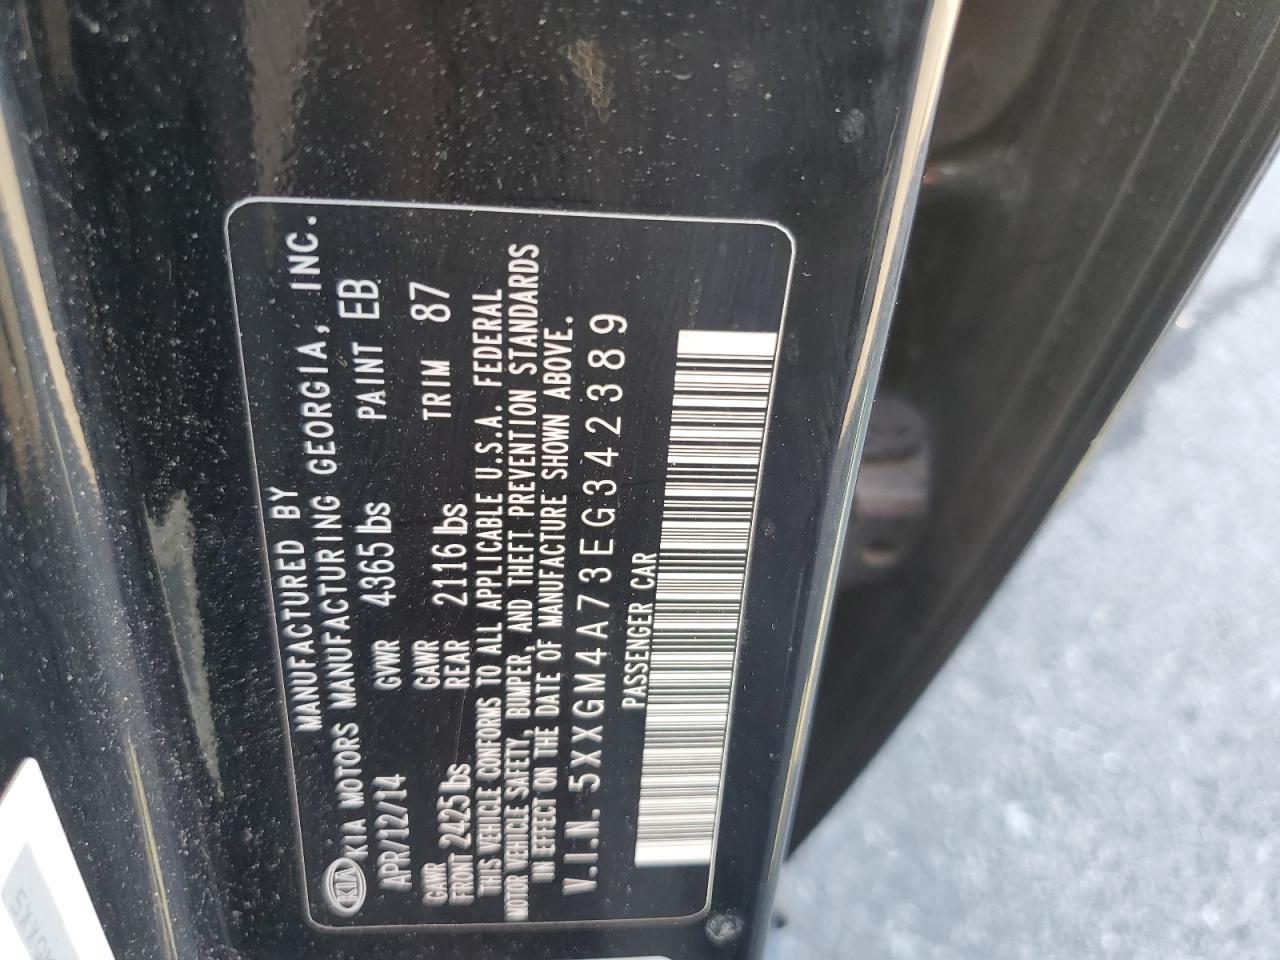 MANUFACTURED BY
KIA KIA MOTORS MANUFACTURING GEORGIA, INC.
APR/12/14 GVWR 4365 lbs PAINT EB
GAWR FRONT 2425 lbs GAWR REAR 2116 lbs TRIM 87
THIS VEHICLE CONFORMS TO ALL APPLICABLE U.S.A. FEDERAL
MOTOR VEHICLE SAFETY, BUMPER, AND THEFT PREVENTION STANDARDS
IN EFFECT ON THE DATE OF MANUFACTURE SHOWN ABOVE.
V.I.N. 5XXGM4A73EG342389
PASSENGER CAR